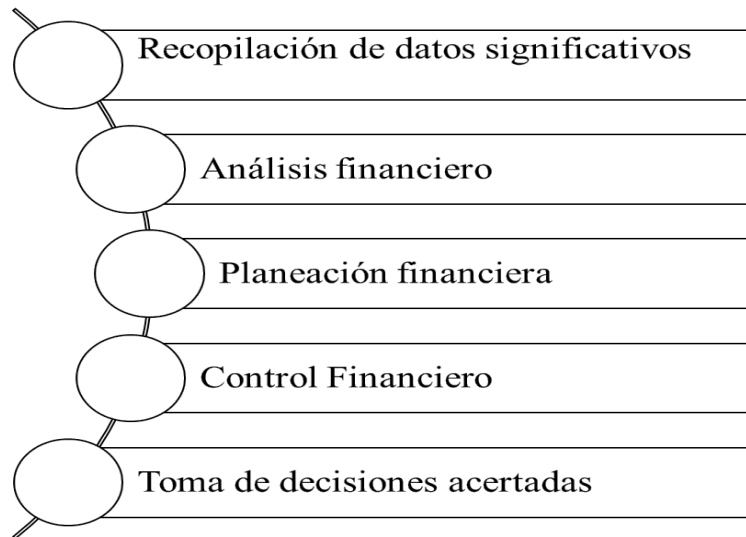 Recopilación de datos significativos
Análisis financiero
Planeación financiera
Control Financiero
Toma de decisiones acertadas